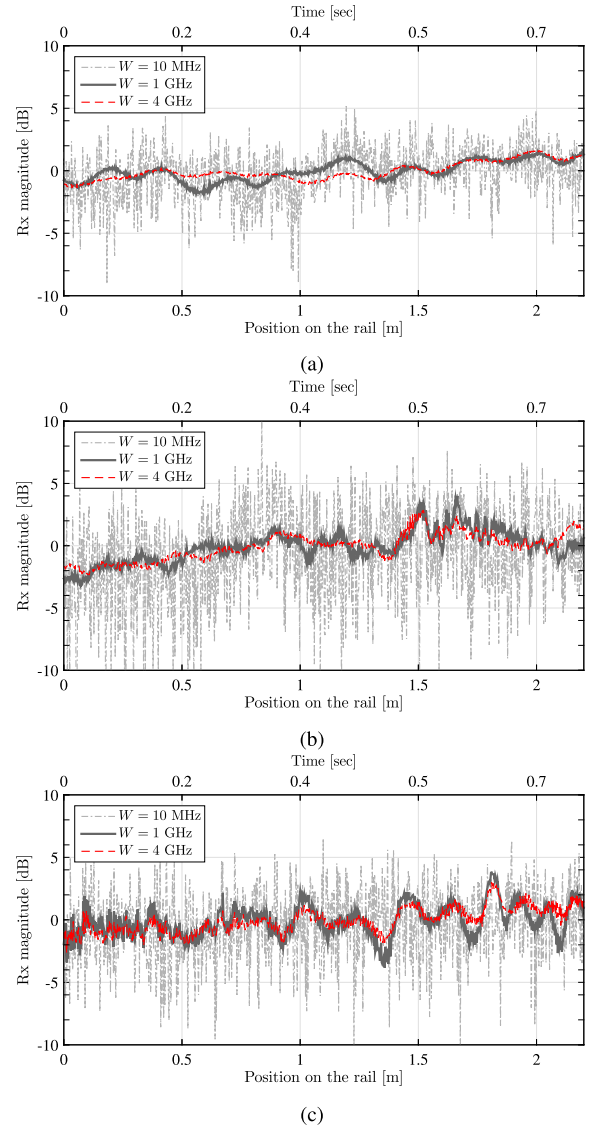 Time [sec]
0 0.2 0.4 0.5 0.7
10
5
0
-5
-10
Rx magnitude [dB]
W = 10 MHz
W = 1 GHz
W = 4 GHz
0 0.5 1 1.5 2
Position on the rail [m]
(a)
Time [sec]
0 0.2 0.4 0.5 0.7
10
5
0
-5
-10
Rx magnitude [dB]
W = 10 MHz
W = 1 GHz
W = 4 GHz
0 0.5 1 1.5 2
Position on the rail [m]
(b)
Time [sec]
0 0.2 0.4 0.5 0.7
10
5
0
-5
-10
Rx magnitude [dB]
W = 10 MHz
W = 1 GHz
W = 4 GHz
0 0.5 1 1.5 2
Position on the rail [m]
(c)